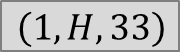 (1, H, 33)